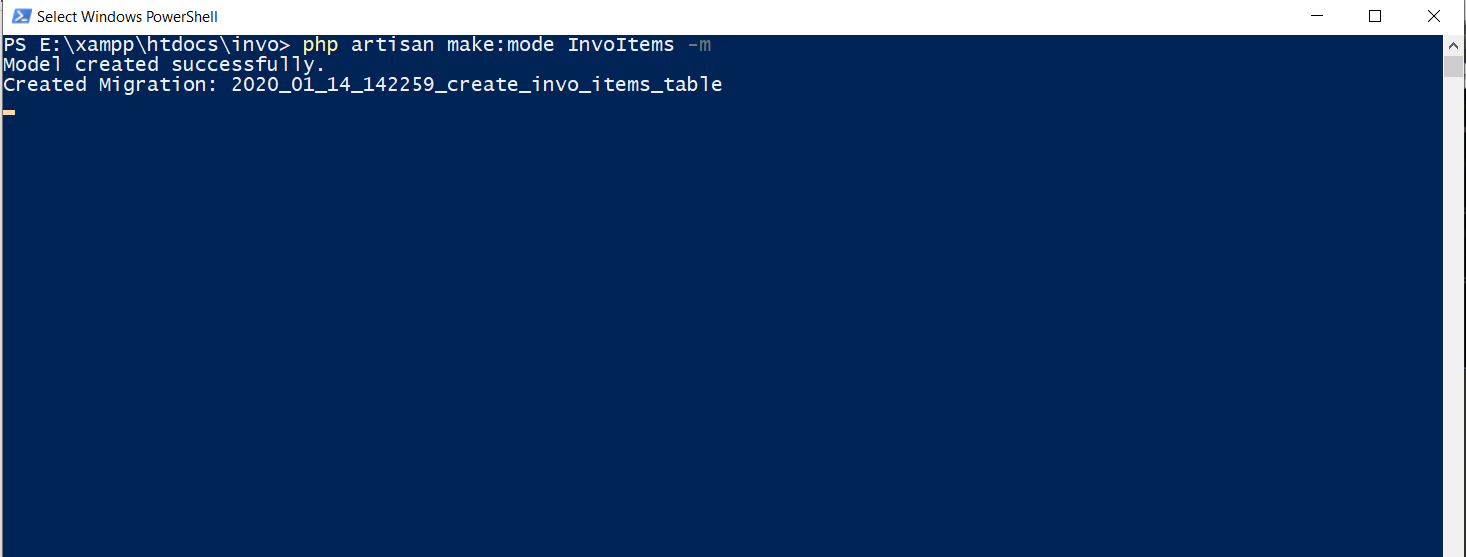 Select Windows PowerShell
PS E:\xampp\htdocs\invo> php artisan make:mode InvoItems -m
Model created successfully.
Created Migration: 2020_01_14_142259_create_invo_items_table